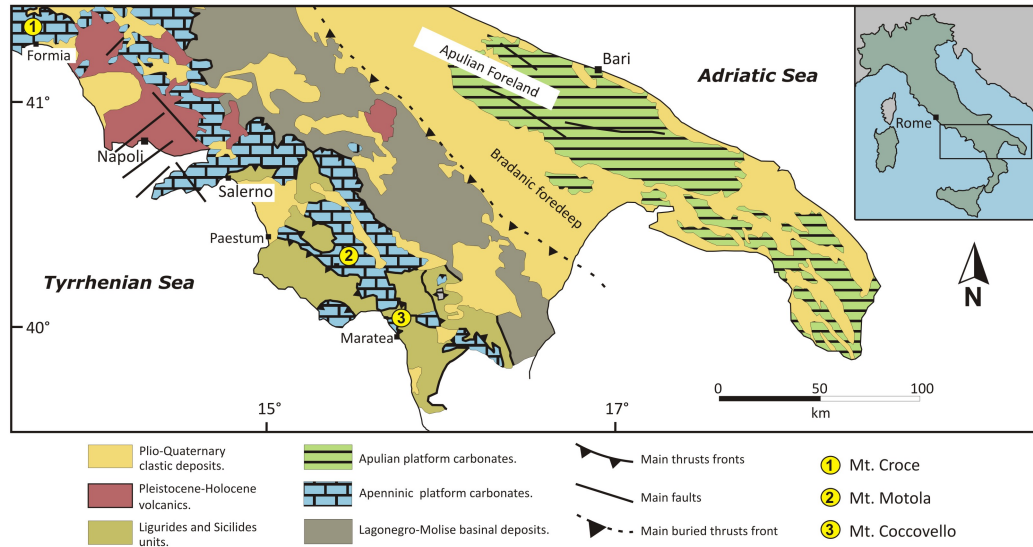 1
Formia
41°
Napoli
Salerno
Paestum
2
Tyrrhenian Sea
40°
3
Maratea
Apulian Foreland
Bari
Adriatic Sea
Bradanic foredeep
Rome
N
0 50 100
km
15° 17°
Plio-Quaternary
clastic deposits.
Pleistocene-Holocene
volcanics.
Ligurides and Sicilides
units.
Apulian platform carbonates.
Apenninic platform carbonates.
Lagonegro-Molise basinal deposits.
Main thrusts fronts
Main faults
Main buried thrusts front
1 Mt. Croce
2 Mt. Motola
3 Mt. Coccovello